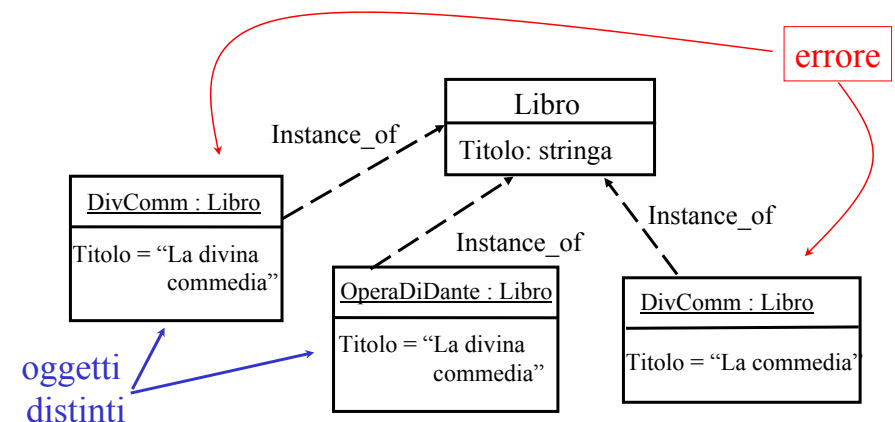 errore
Libro
Titolo: stringa
Instance_of
Instance_of
Instance_of
DivComm : Libro
Titolo = “La divina
commedia”
OperaDiDante : Libro
Titolo = “La divina
commedia”
DivComm : Libro
Titolo = “La commedia”
oggetti
distinti